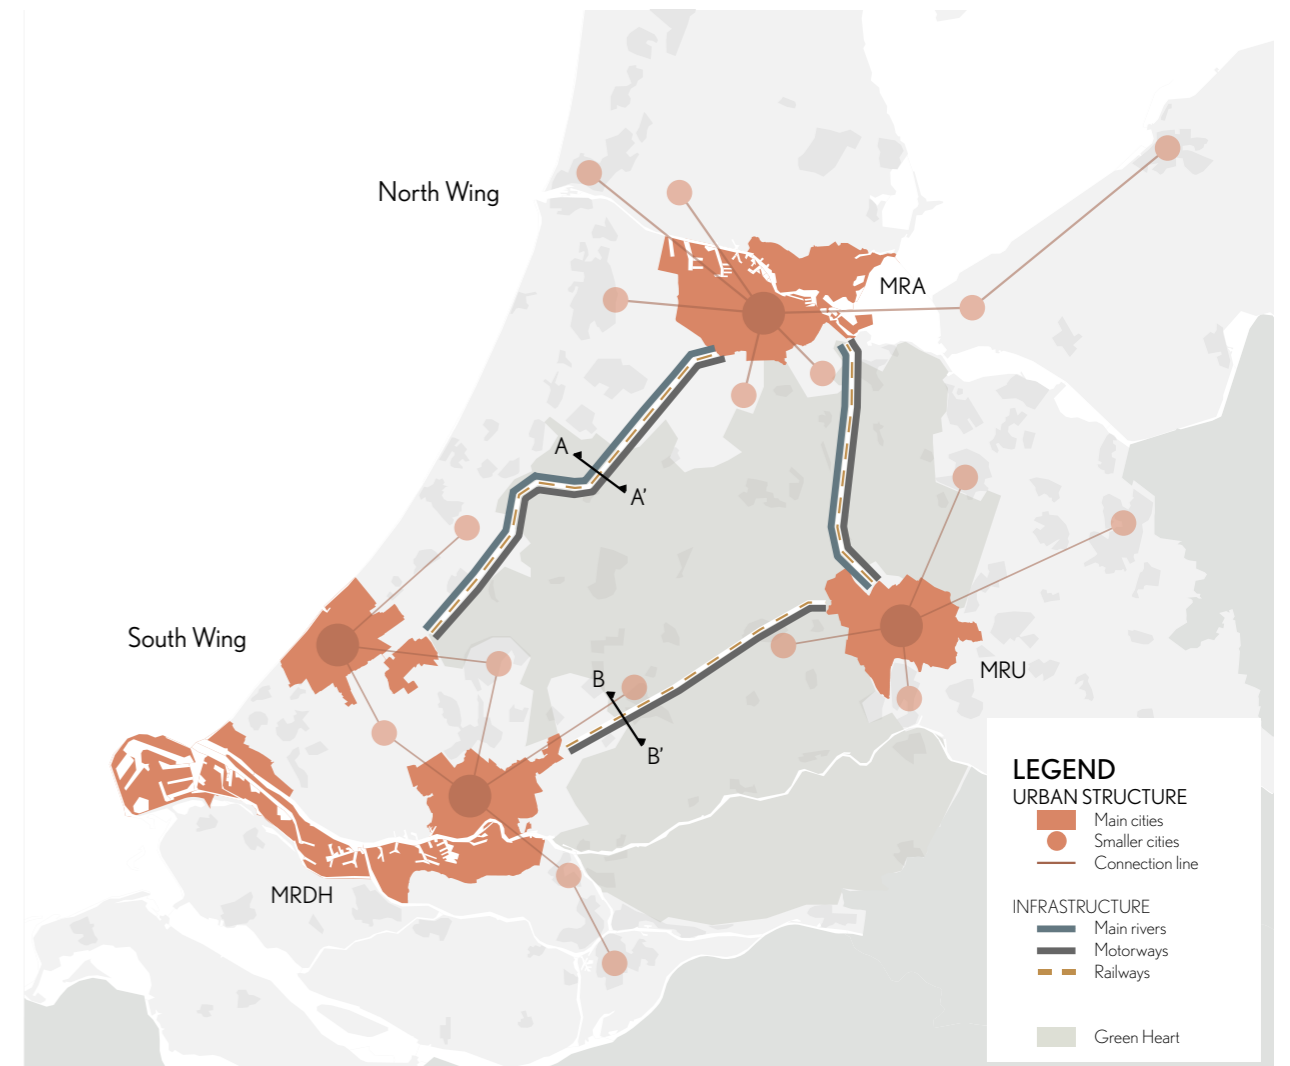 North Wing
MRA
A
A'
South Wing
B
B'
MRU
MRDH
LEGEND
URBAN STRUCTURE
Main cities
Smaller cities
Connection line
INFRASTRUCTURE
Main rivers
Motorways
Railways
Green Heart